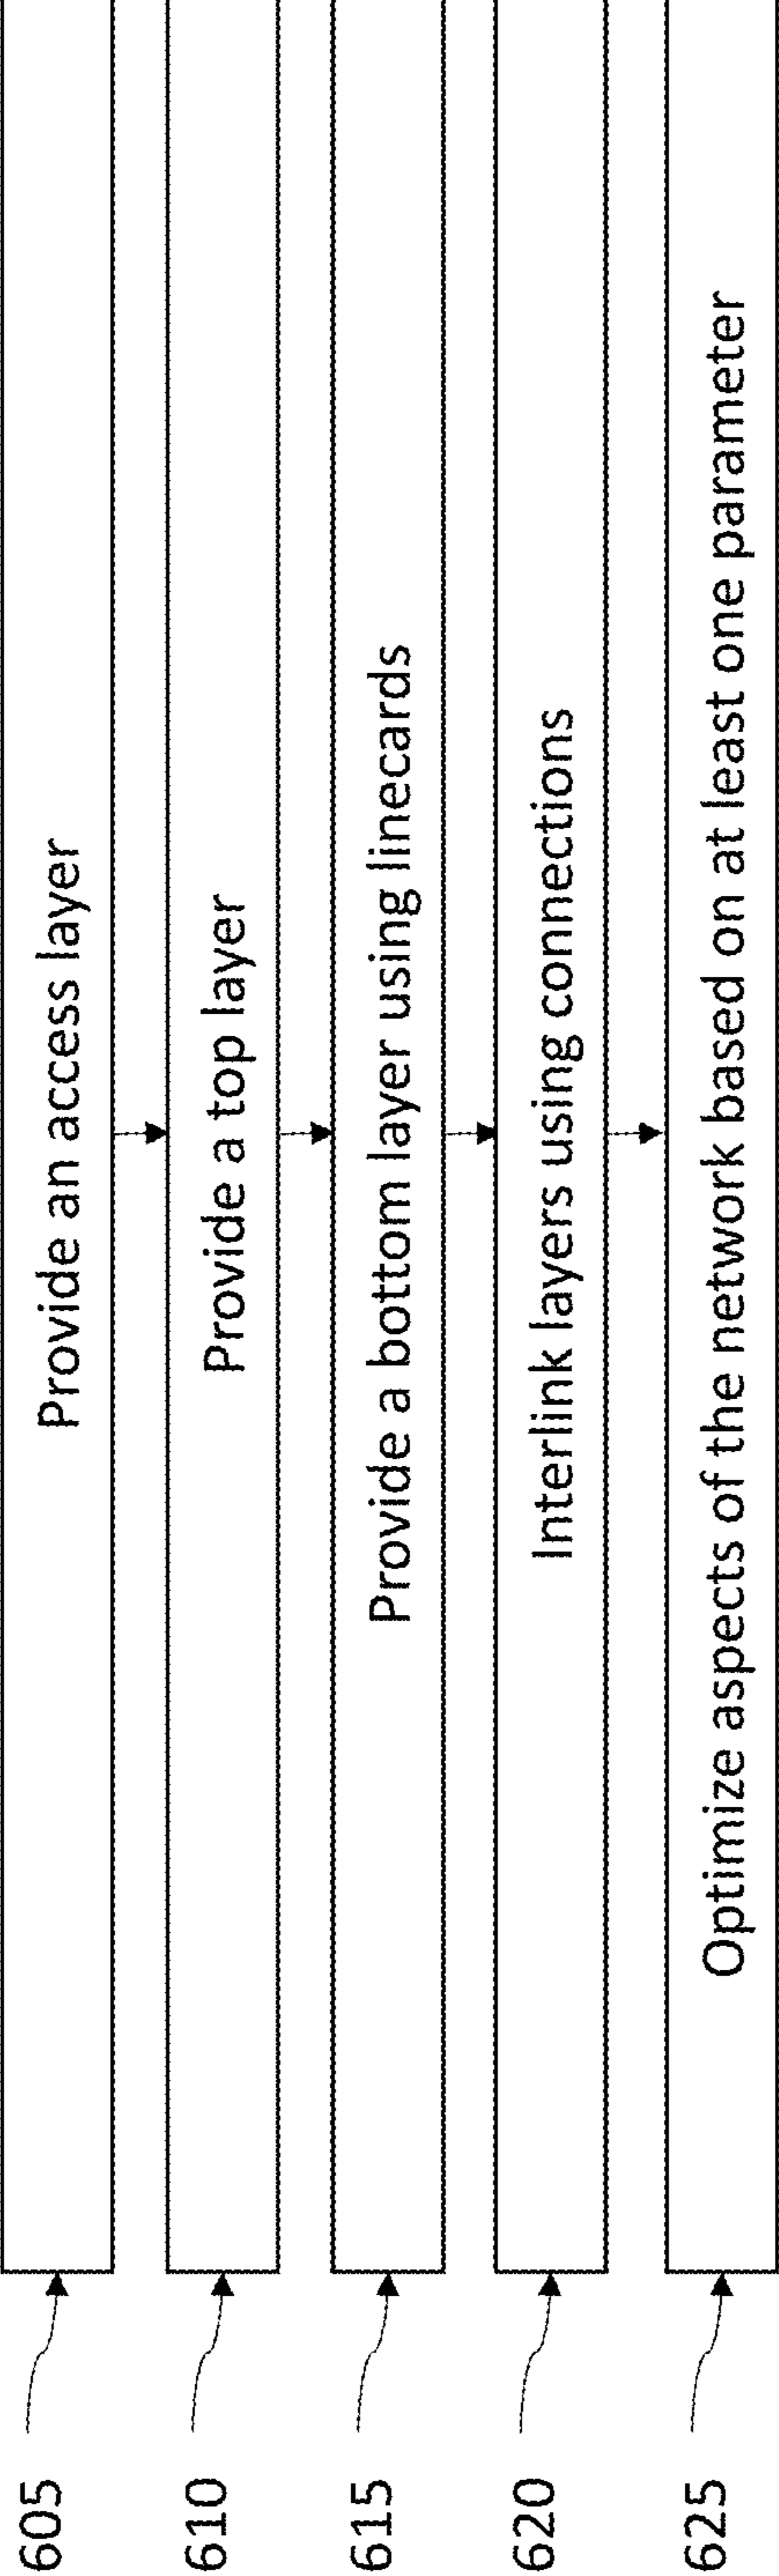 605
Provide an access layer
610
Provide a top layer
615
Provide a bottom layer using linecards
620
Interlink layers using connections
625
Optimize aspects of the network based on at least one parameter